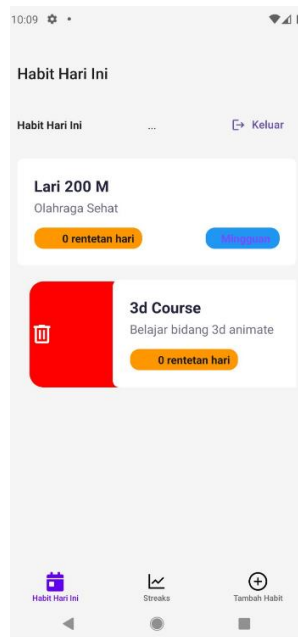 10:09
Habit Hari Ini
Habit Hari Ini ... Keluar
Lari 200 M
Olahraga Sehat
0 rentetan hari Mingguan
3d Course
Belajar bidang 3d animate
0 rentetan hari
Habit Hari Ini Streaks Tambah Habit